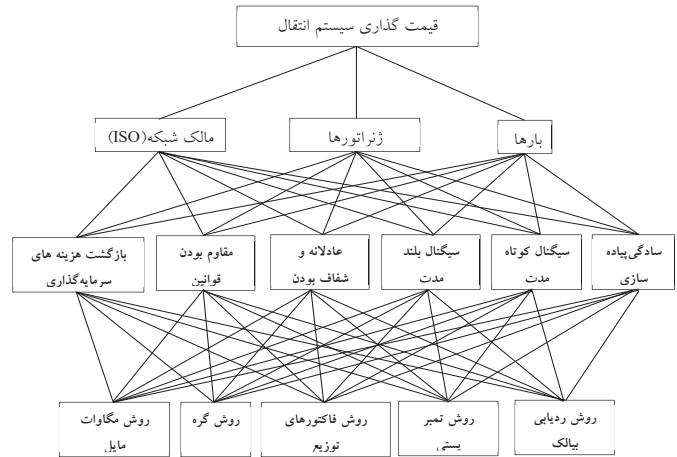 قیمت گذاری سیستم انتقال
بارها
ژنراتورها
مالک شبکه(ISO)
سادگی‌پیاده
سازی
سیگنال کوتاه
مدت
سیگنال بلند
مدت
عادلانه و
شفاف بودن
مقاوم بودن
قوانین
بازگشت هزینه های
سرمایه‌گذاری
روش ردیابی
بیالک
روش تمبر
پستی
روش فاکتورهای
توزیع
روش گره
روش مگاوات
مایل